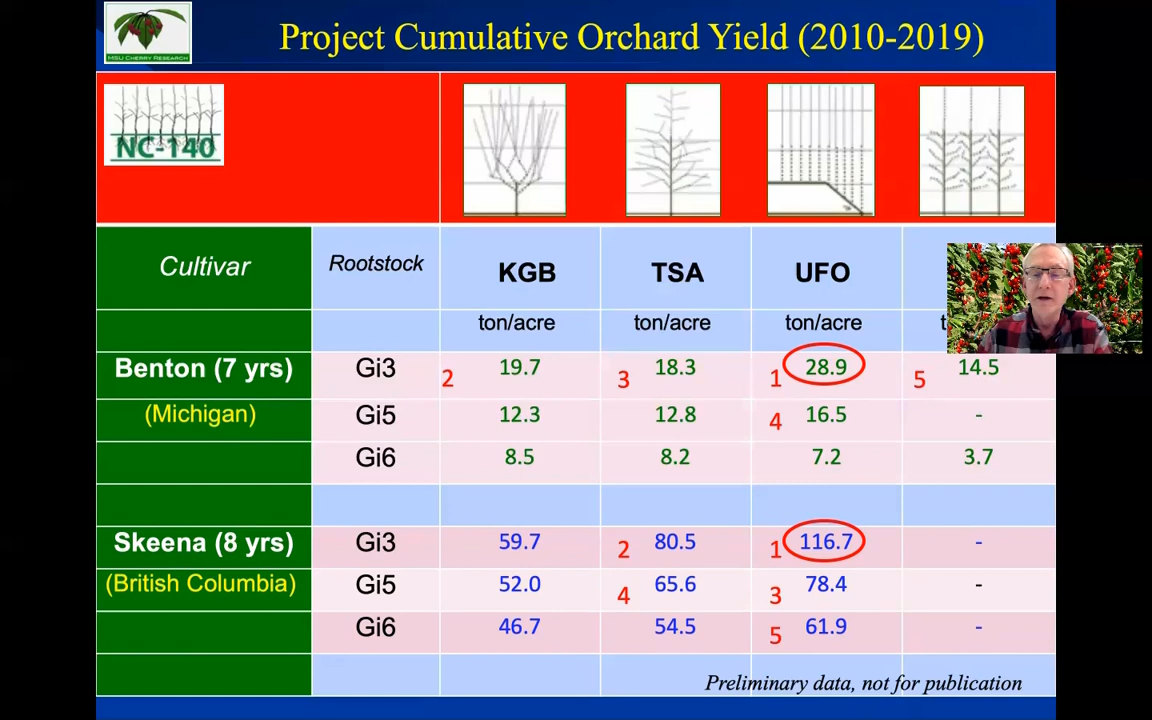 Project Cumulative Orchard Yield (2010-2019)
MSU CHERRY RESEARCH
NC-140
Cultivar Rootstock KGB TSA UFO
ton/acre ton/acre ton/acre
Benton (7 yrs) Gi3 2 19.7 3 18.3 1 28.9 5 14.5
(Michigan) Gi5 12.3 12.8 4 16.5 -
Gi6 8.5 8.2 7.2 3.7
Skeena (8 yrs) Gi3 59.7 2 80.5 1 116.7 -
(British Columbia) Gi5 52.0 4 65.6 3 78.4 -
Gi6 46.7 54.5 5 61.9 -
Preliminary data, not for publication